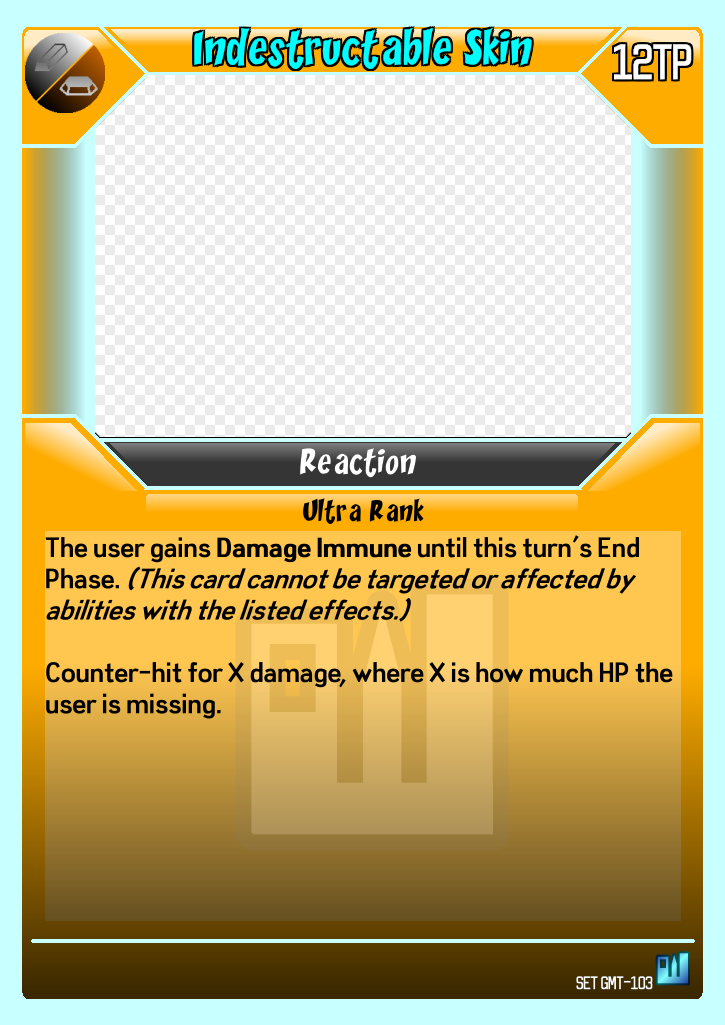 Indestructable Skin
12TP
Reaction
Ultra Rank
The user gains Damage Immune until this turn's End
Phase. (This card cannot be targeted or affected by
abilities with the listed effects.)
Counter-hit for X damage, where X is how much HP the
user is missing.
SET GMT-103